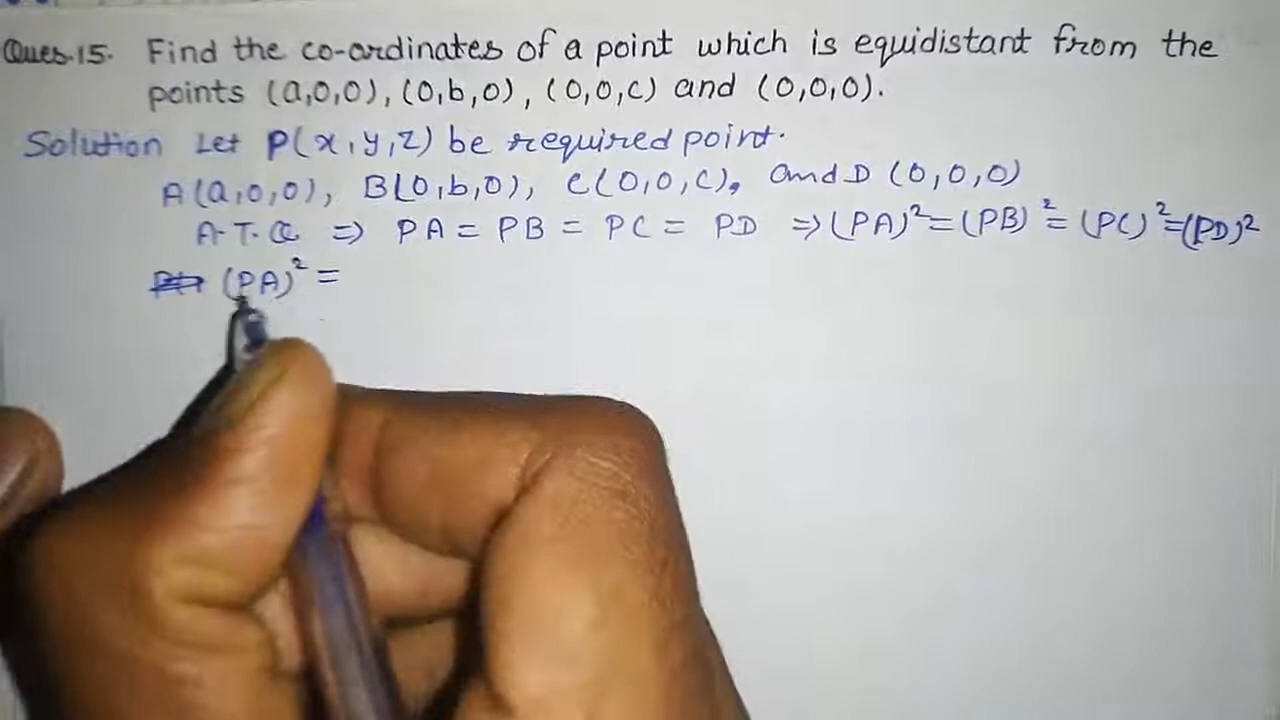 Ques.15. Find the co-ordinates of a point which is equidistant from the
points (a,0,0), (0,b,0), (0,0,c) and (0,0,0).
Solution Let P(x,y,z) be required point.
A(a,0,0), B(0,b,0), C(0,0,C), and D (0,0,0)
A.T.Q ⇒ PA = PB = PC = PD ⇒ (PA)² = (PB)² = (PC)² = (PD)²
(PA)² =